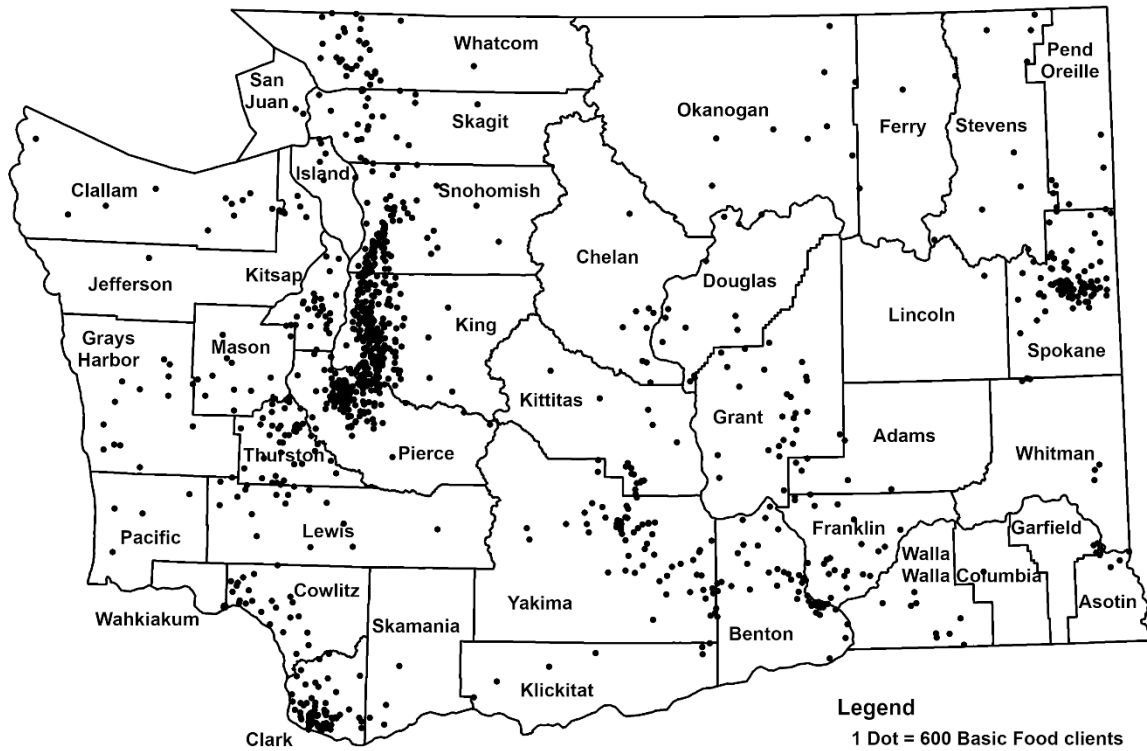 Whatcom
San
Juan
Skagit
Okanogan
Ferry
Stevens
Pend
Oreille
Island
Clallam
Snohomish
Chelan
Jefferson
Kitsap
Douglas
Lincoln
Spokane
Grays
Harbor
Mason
King
Kittitas
Grant
Adams
Whitman
Thurston
Pierce
Pacific
Lewis
Franklin
Garfield
Walla
Walla
Columbia
Asotin
Wahkiakum
Cowlitz
Skamania
Yakima
Benton
Klickitat
Clark
Legend
1 Dot = 600 Basic Food clients